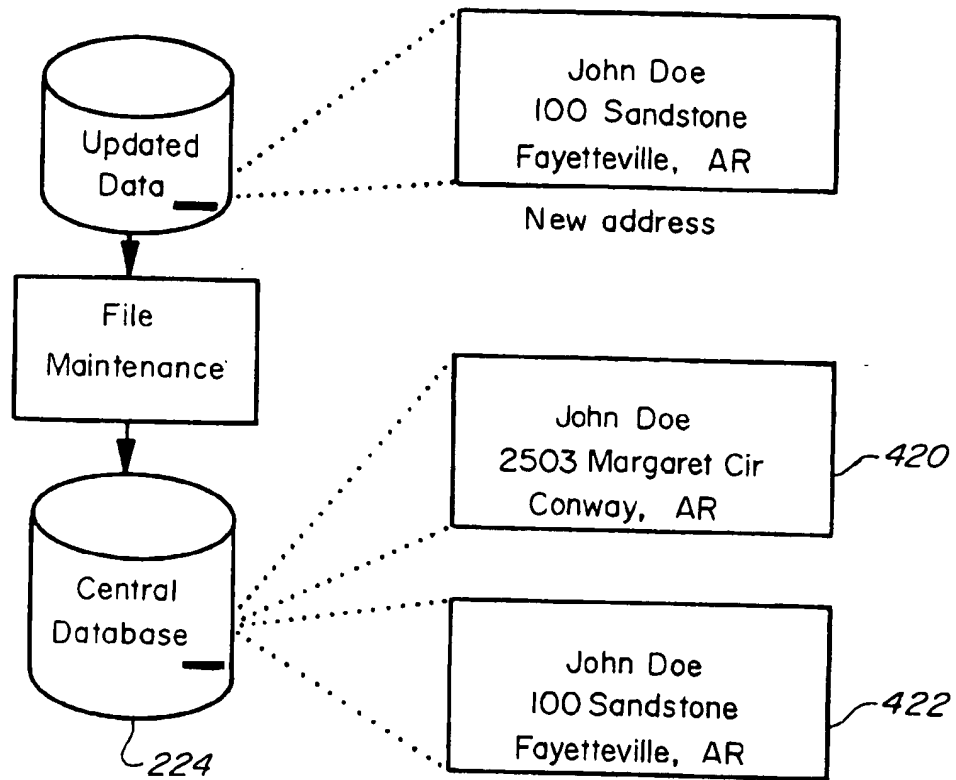 Updated
Data
John Doe
100 Sandstone
Fayetteville, AR
New address
File
Maintenance
John Doe
2503 Margaret Cir
Conway, AR
420
Central
Database
224
John Doe
100 Sandstone
Fayetteville, AR
422